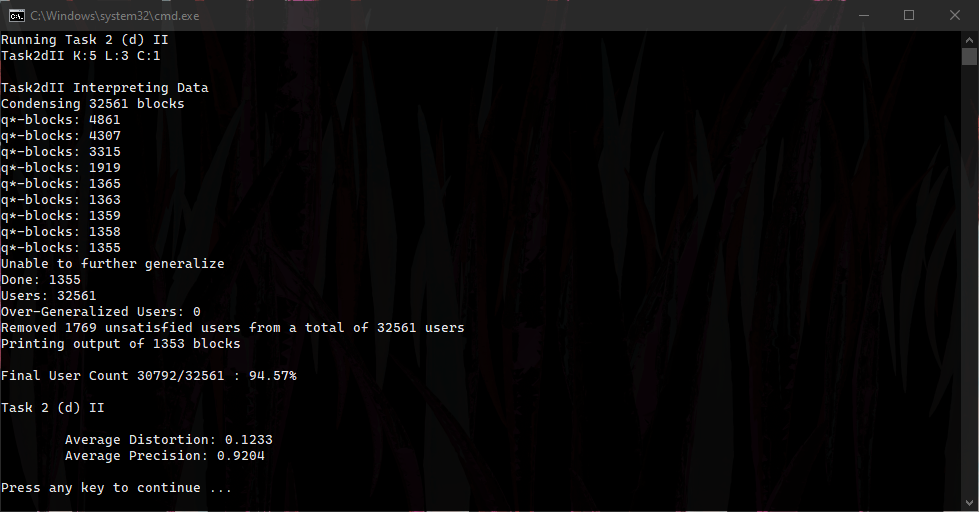 C:\Windows\system32\cmd.exe
Running Task 2 (d) II
Task2dII K:5 L:3 C:1
Task2dII Interpreting Data
Condensing 32561 blocks
q*-blocks: 4861
q*-blocks: 4307
q*-blocks: 3315
q*-blocks: 1919
q*-blocks: 1365
q*-blocks: 1363
q*-blocks: 1359
q*-blocks: 1358
q*-blocks: 1355
Unable to further generalize
Done: 1355
Users: 32561
Over-Generalized Users: 0
Removed 1769 unsatisfied users from a total of 32561 users
Printing output of 1353 blocks
Final User Count 30792/32561 : 94.57%
Task 2 (d) II
Average Distortion: 0.1233
Average Precision: 0.9204
Press any key to continue ...